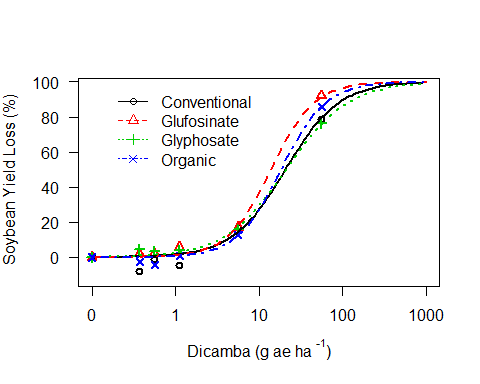 Soybean Yield Loss (%)
100
80
60
40
20
0
Conventional
Glufosinate
Glyphosate
Organic
0 1 10 100 1000
Dicamba (g ae ha -1)